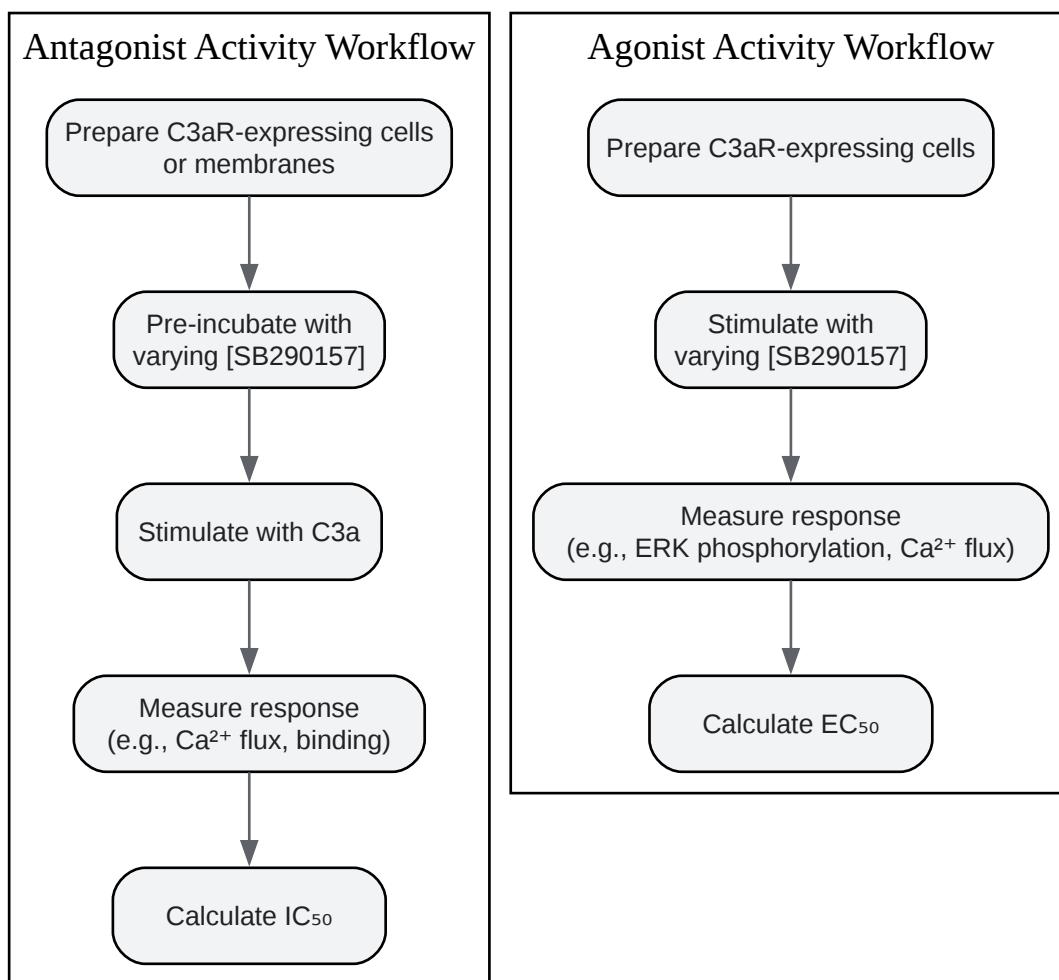 Antagonist Activity Workflow
Prepare C3aR-expressing cells
or membranes
Pre-incubate with
varying [SB290157]
Stimulate with C3a
Measure response
(e.g., Ca²⁺ flux, binding)
Calculate IC₅₀
Agonist Activity Workflow
Prepare C3aR-expressing cells
Stimulate with
varying [SB290157]
Measure response
(e.g., ERK phosphorylation, Ca²⁺ flux)
Calculate EC₅₀